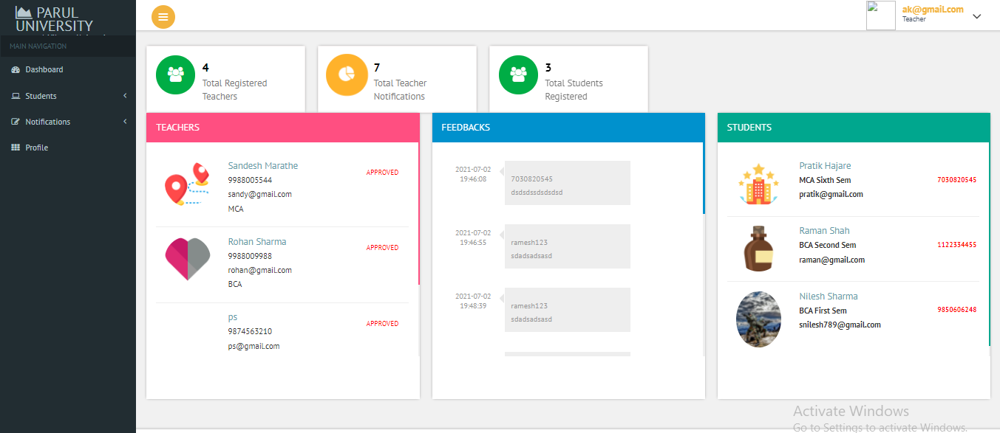 PARUL
UNIVERSITY
MAIN NAVIGATION
Dashboard
Students
Notifications
Profile
ak@gmail.com
Teacher
4
Total Registered
Teachers
7
Total Teacher
Notifications
3
Total Students
Registered
TEACHERS
Sandesh Marathe
9988005544
sandy@gmail.com
MCA
APPROVED
Rohan Sharma
9988009988
rohan@gmail.com
BCA
APPROVED
ps
9874563210
ps@gmail.com
APPROVED
FEEDBACKS
2021-07-02
19:46:08
7030820545
dsdsdssdsdsdsd
2021-07-02
19:46:55
ramesh123
sdadsadsasd
2021-07-02
19:48:39
ramesh123
sdadsadsasd
STUDENTS
Pratik Hajare
MCA Sixth Sem
pratik@gmail.com
7030820545
Raman Shah
BCA Second Sem
raman@gmail.com
1122334455
Nilesh Sharma
BCA First Sem
snilesh789@gmail.com
9850606248
Activate Windows
Go to Settings to activate Windows.